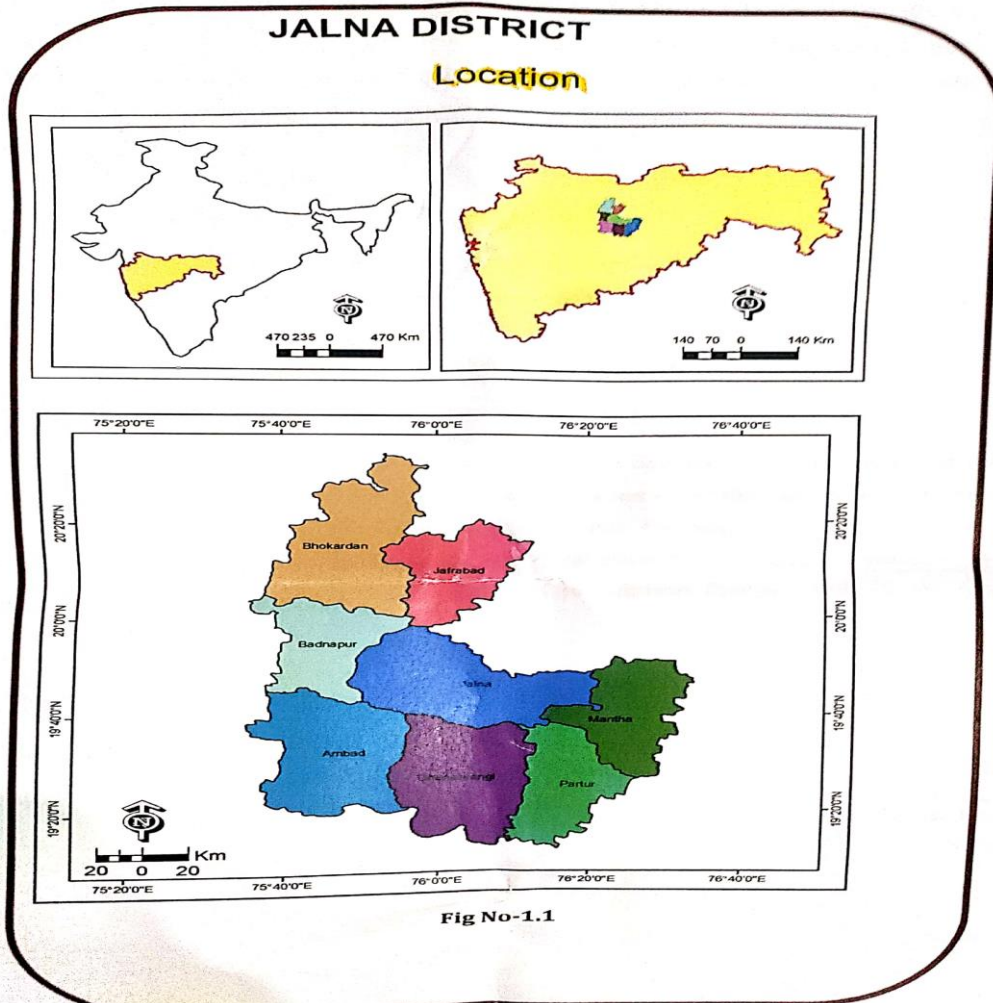 JALNA DISTRICT
Location
N
470 235 0 470 Km
N
140 70 0 140 Km
75°20'0"E 75°40'0"E 76°0'0"E 76°20'0"E 76°40'0"E
20°20'0"N 20°20'0"N
Bhokardan
Jafrabad
20°0'0"N 20°0'0"N
Badnapur
Jalna
19°40'0"N 19°40'0"N
Mantha
Ambad
Partur
19°20'0"N 19°20'0"N
N
20 0 20 Km
75°20'0"E 75°40'0"E 76°0'0"E 76°20'0"E 76°40'0"E
Fig No-1.1